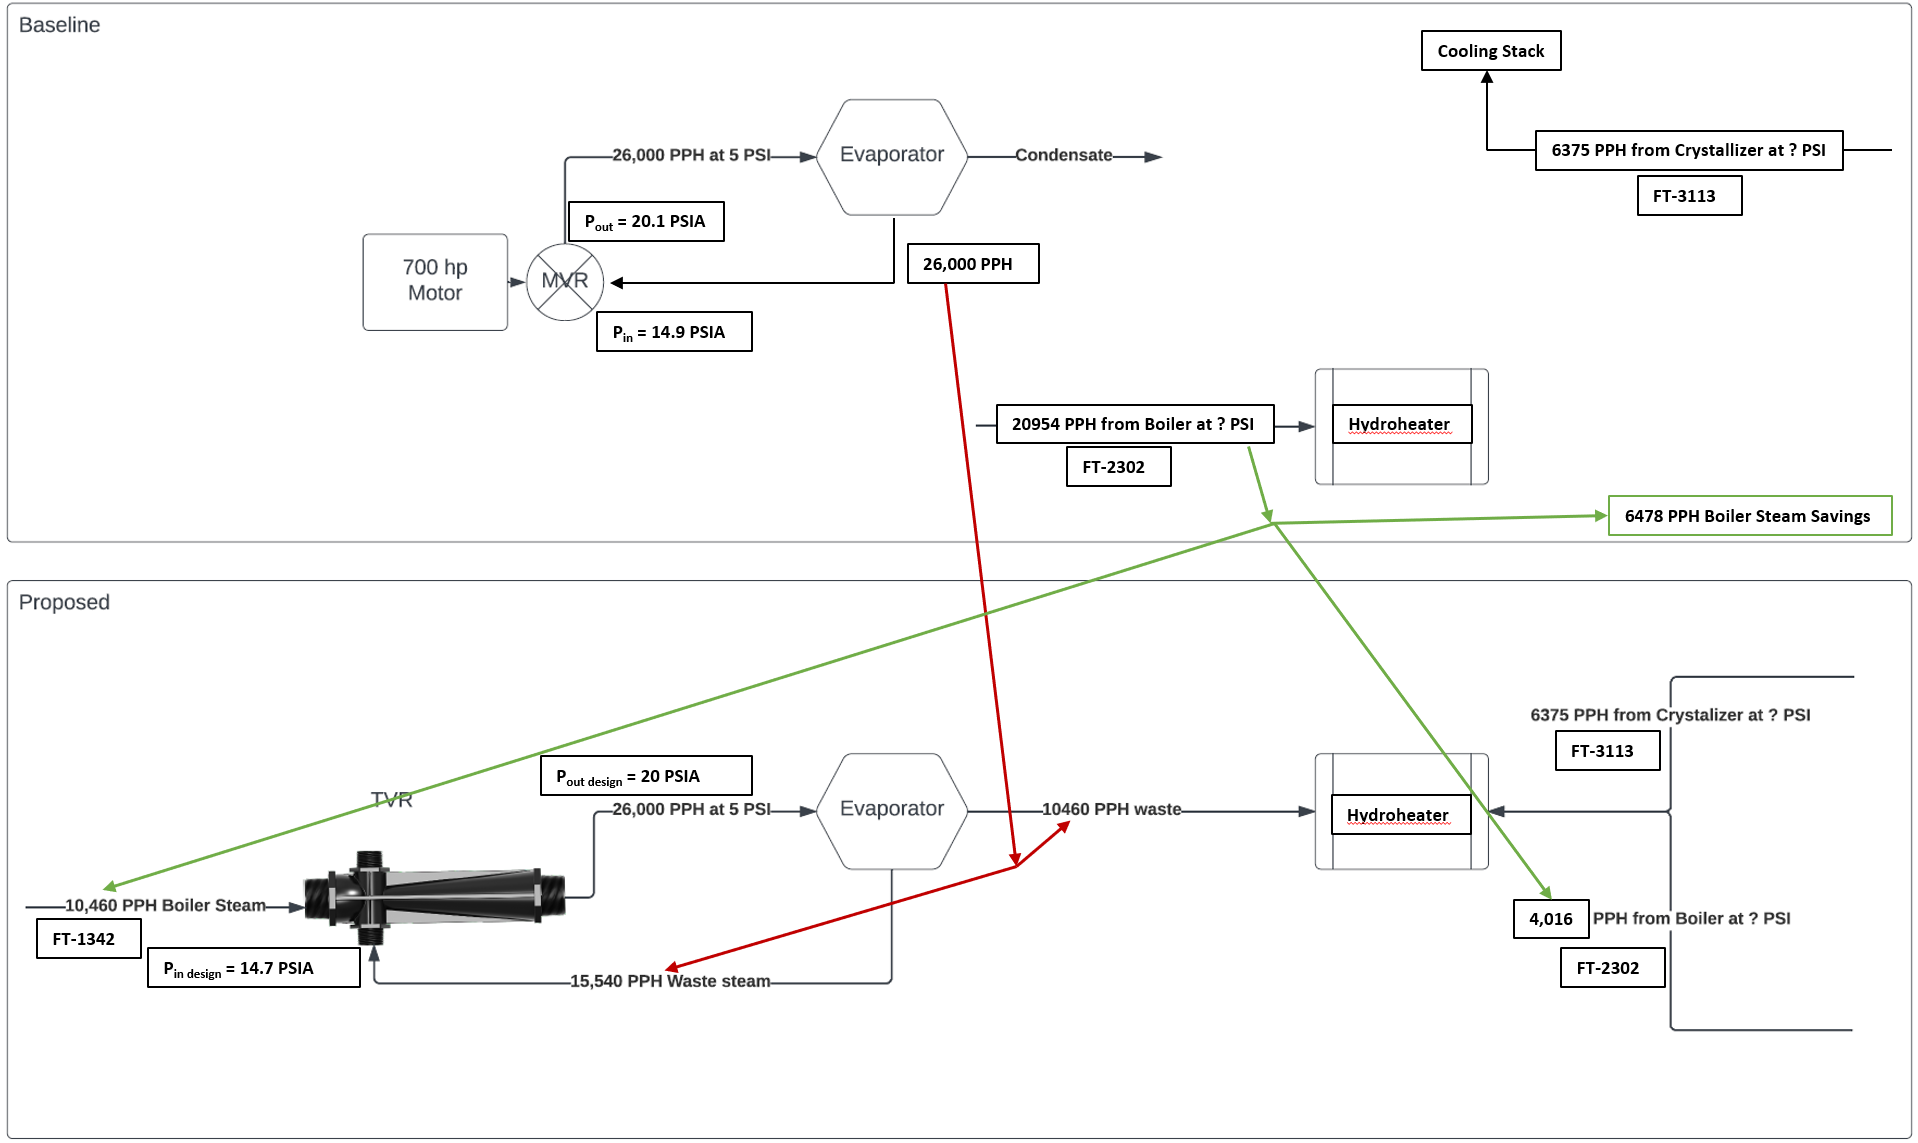 Baseline
Cooling Stack
26,000 PPH at 5 PSI
Evaporator
Condensate
6375 PPH from Crystallizer at ? PSI
FT-3113
Pout = 20.1 PSIA
700 hp
Motor
MVR
26,000 PPH
Pin = 14.9 PSIA
20954 PPH from Boiler at ? PSI
Hydroheater
FT-2302
6478 PPH Boiler Steam Savings
Proposed
6375 PPH from Crystalizer at ? PSI
FT-3113
Pout design = 20 PSIA
TVR
26,000 PPH at 5 PSI
Evaporator
10460 PPH waste
Hydroheater
10,460 PPH Boiler Steam
FT-1342
4,016 PPH from Boiler at ? PSI
Pin design = 14.7 PSIA
FT-2302
15,540 PPH Waste steam